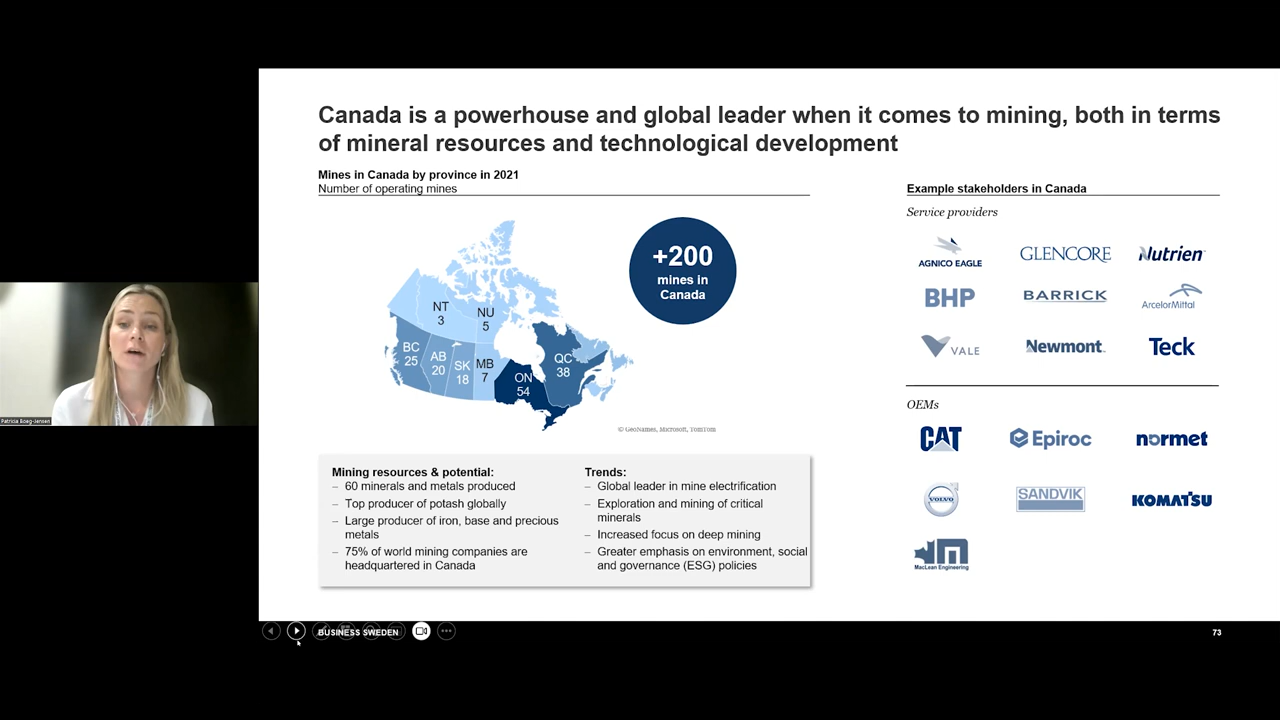 Canada is a powerhouse and global leader when it comes to mining, both in terms
of mineral resources and technological development
Mines in Canada by province in 2021
Number of operating mines
+200
mines in
Canada
NT
3
NU
5
BC
25
AB
20
SK
18
MB
7
ON
54
QC
38
© GeoNames, Microsoft, TomTom
Mining resources & potential:
– 60 minerals and metals produced
– Top producer of potash globally
– Large producer of iron, base and precious
metals
– 75% of world mining companies are
headquartered in Canada
Trends:
– Global leader in mine electrification
– Exploration and mining of critical
minerals
– Increased focus on deep mining
– Greater emphasis on environment, social
and governance (ESG) policies
Example stakeholders in Canada
Service providers
AGNICO EAGLE
GLENCORE
Nutrien
BHP
BARRICK
ArcelorMittal
VALE
Newmont
Teck
OEMs
CAT
Epiroc
normet
VOLVO
SANDVIK
KOMATSU
MacLean Engineering
Patricia Boeg-Jensen
BUSINESS SWEDEN
73